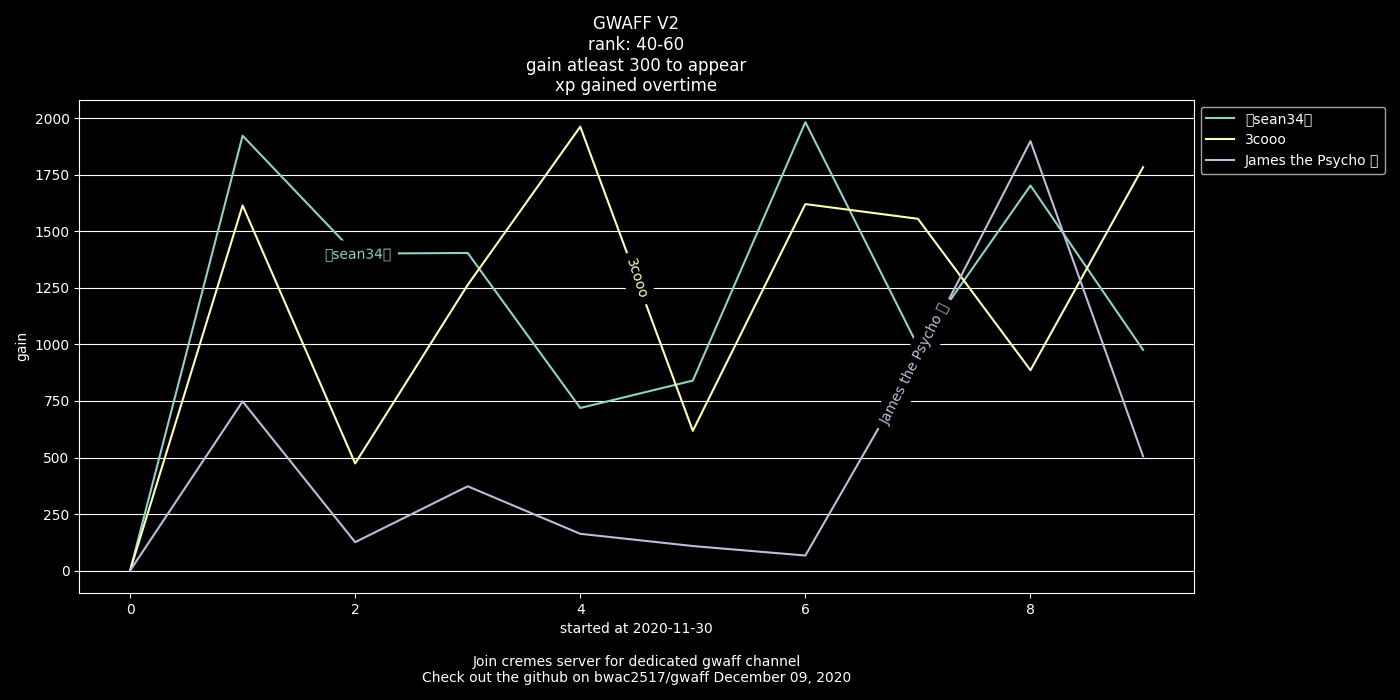 GWAFF V2
rank: 40-60
gain atleast 300 to appear
xp gained overtime
sean34
3cooo
James the Psycho
2000
1750
1500
1250
1000
750
500
250
0
gain
sean34
3cooo
James the Psycho
0 2 4 6 8
started at 2020-11-30
Join cremes server for dedicated gwaff channel
Check out the github on bwac2517/gwaff December 09, 2020